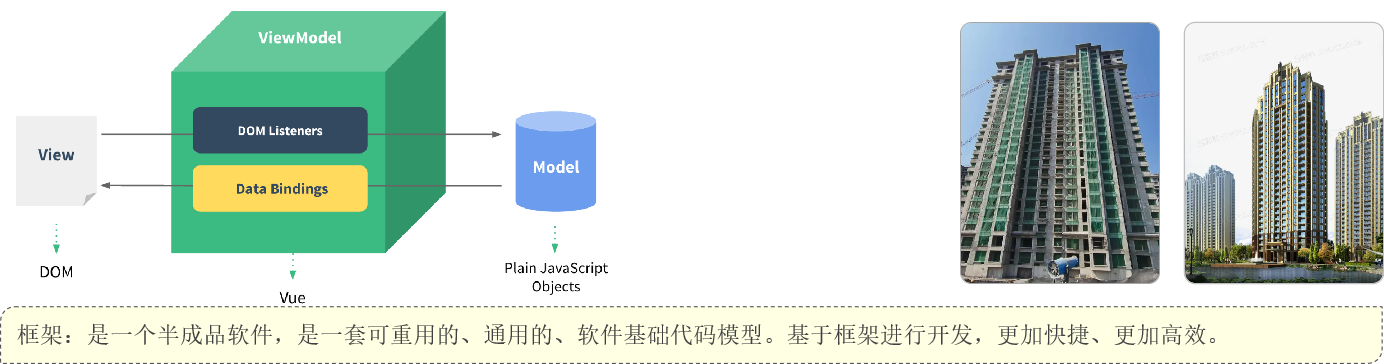 ViewModel
DOM Listeners
View
Model
Data Bindings
DOM
Plain JavaScript
Objects
Vue
框架：是一个半成品软件，是一套可重用的、通用的、软件基础代码模型。基于框架进行开发，更加快捷、更加高效。